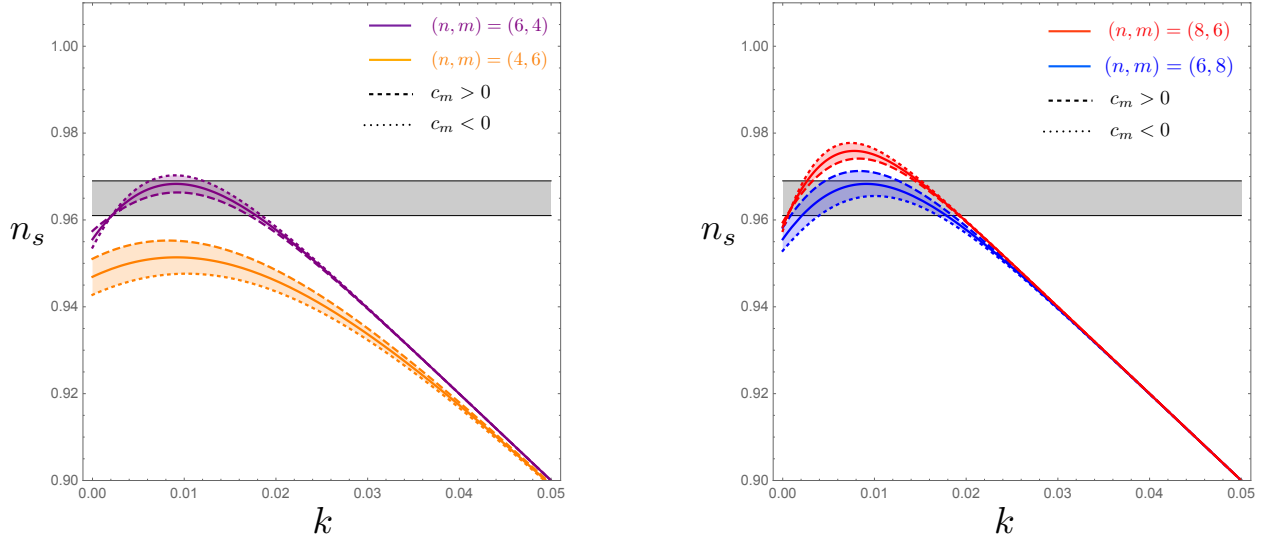 (n, m) = (6, 4)
(n, m) = (4, 6)
c_m > 0
c_m < 0
1.00
0.98
0.96
0.94
0.92
0.90
n_s
0.00 0.01 0.02 0.03 0.04 0.05
k
(n, m) = (8, 6)
(n, m) = (6, 8)
c_m > 0
c_m < 0
1.00
0.98
0.96
0.94
0.92
0.90
n_s
0.00 0.01 0.02 0.03 0.04 0.05
k